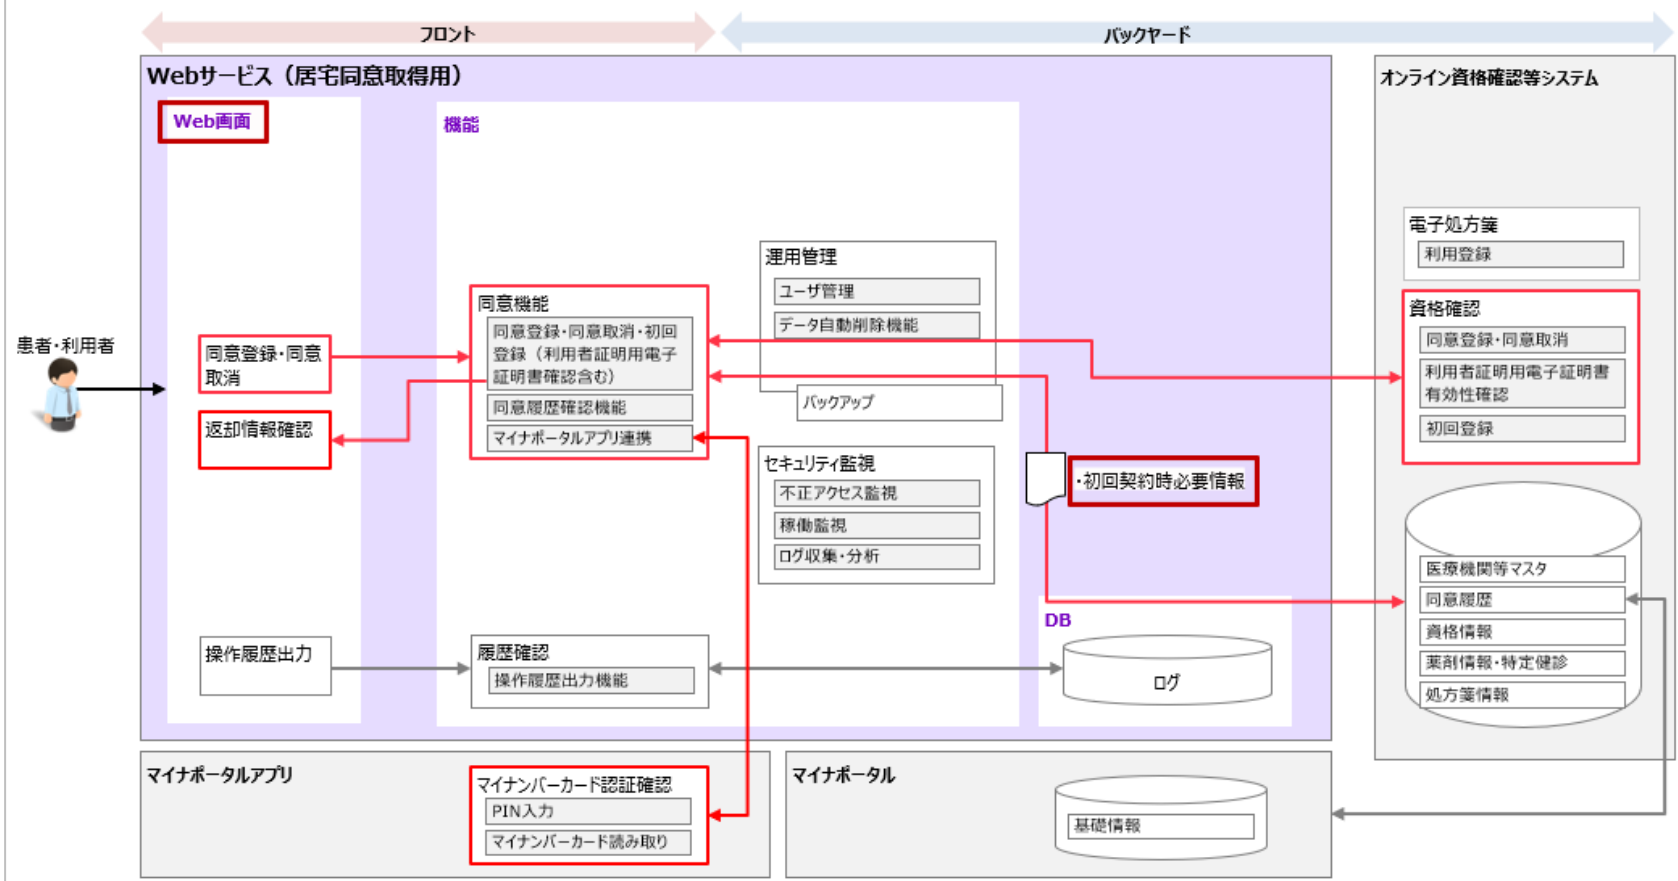 フロント
バックヤード
Webサービス（居宅同意取得用）
オンライン資格確認等システム
Web画面
機能
患者・利用者
同意登録・同意
取消
返却情報確認
操作履歴出力
同意機能
同意登録・同意取消・初回
登録（利用者証明用電子
証明書確認含む）
同意履歴確認機能
マイナポータルアプリ連携
履歴確認
操作履歴出力機能
運用管理
ユーザ管理
データ自動削除機能
バックアップ
セキュリティ監視
不正アクセス監視
稼働監視
ログ収集・分析
・初回契約時必要情報
DB
ログ
電子処方箋
利用登録
資格確認
同意登録・同意取消
利用者証明用電子証明書
有効性確認
初回登録
医療機関等マスタ
同意履歴
資格情報
薬剤情報・特定健診
処方箋情報
マイナポータルアプリ
マイナンバーカード認証確認
PIN入力
マイナンバーカード読み取り
マイナポータル
基礎情報